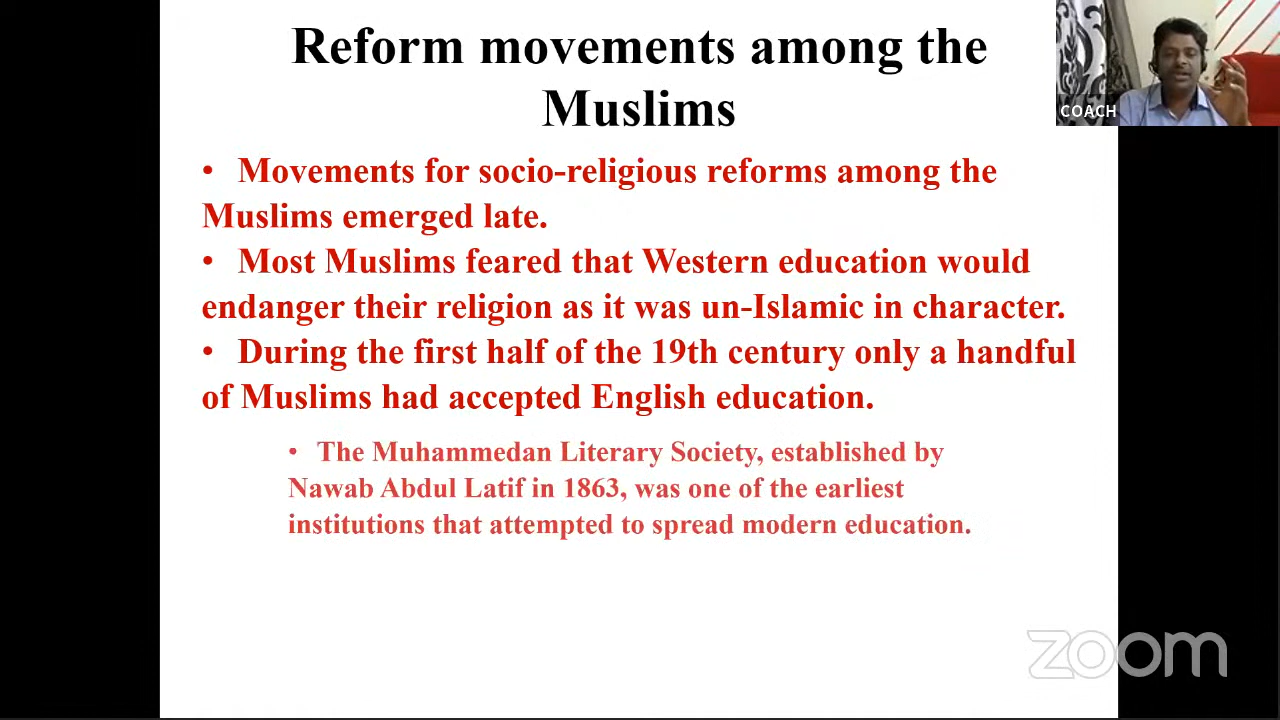 Reform movements among the
Muslims
COACH
• Movements for socio-religious reforms among the
Muslims emerged late.
• Most Muslims feared that Western education would
endanger their religion as it was un-Islamic in character.
• During the first half of the 19th century only a handful
of Muslims had accepted English education.
• The Muhammedan Literary Society, established by
Nawab Abdul Latif in 1863, was one of the earliest
institutions that attempted to spread modern education.
zoom